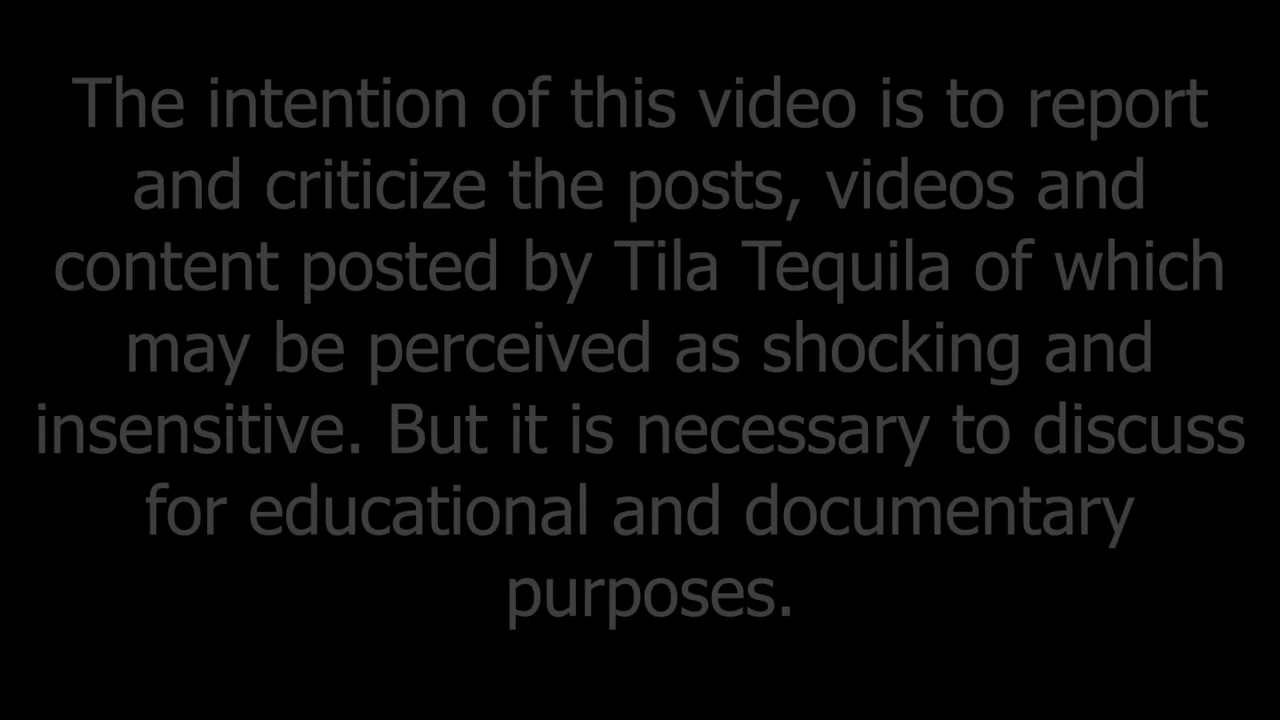 The intention of this video is to report
and criticize the posts, videos and
content posted by Tila Tequila of which
may be perceived as shocking and
insensitive. But it is necessary to discuss
for educational and documentary
purposes.